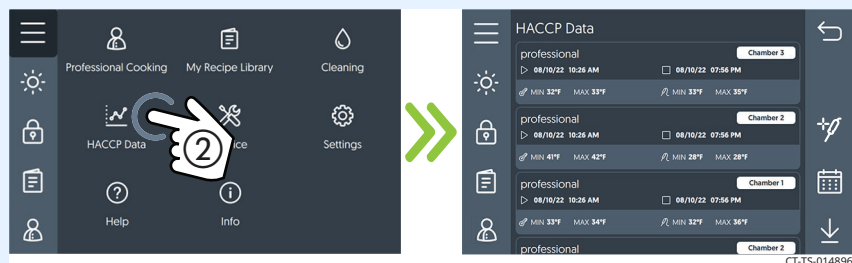 Professional Cooking
My Recipe Library
Cleaning
HACCP Data
2
ice
Settings
Help
Info
HACCP Data
professional
Chamber 3
08/10/22 10:26 AM
08/10/22 07:56 PM
MIN 32°F MAX 33°F
MIN 33°F MAX 35°F
professional
Chamber 2
08/10/22 10:26 AM
08/10/22 07:56 PM
MIN 41°F MAX 42°F
MIN 28°F MAX 28°F
professional
Chamber 1
08/10/22 10:26 AM
08/10/22 07:56 PM
MIN 33°F MAX 34°F
MIN 32°F MAX 36°F
professional
Chamber 2
CT-TS-014896